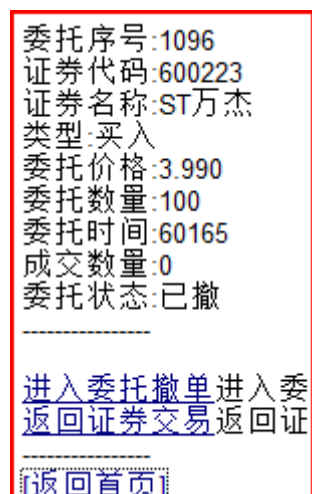 委托序号:1096
证券代码:600223
证券名称:ST万杰
类型:买入
委托价格:3.990
委托数量:100
委托时间:60165
成交数量:0
委托状态:已撤
----------------
进入委托撤单进入委
返回证券交易返回证
----------------
[返回首页]